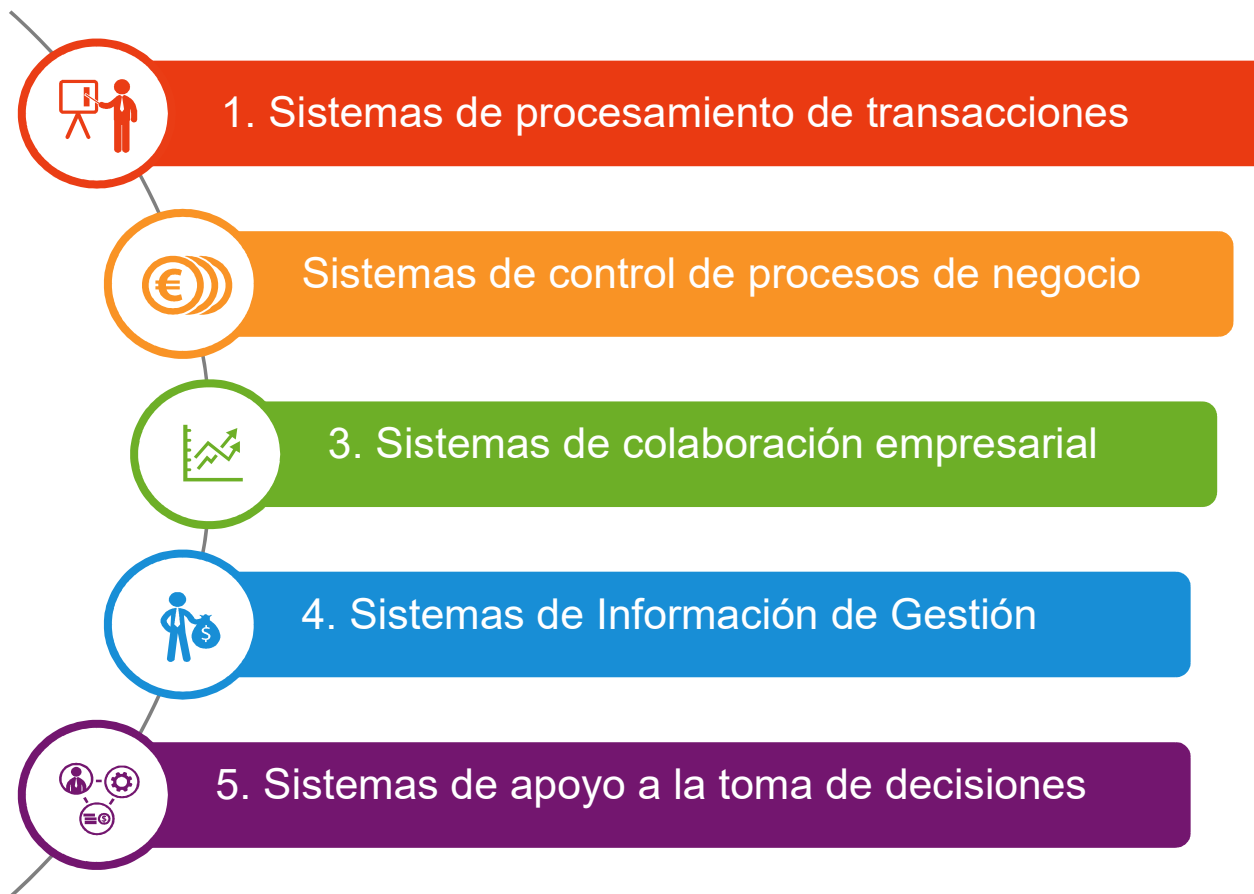 1. Sistemas de procesamiento de transacciones
€
Sistemas de control de procesos de negocio
3. Sistemas de colaboración empresarial
$
4. Sistemas de Información de Gestión
$
5. Sistemas de apoyo a la toma de decisiones